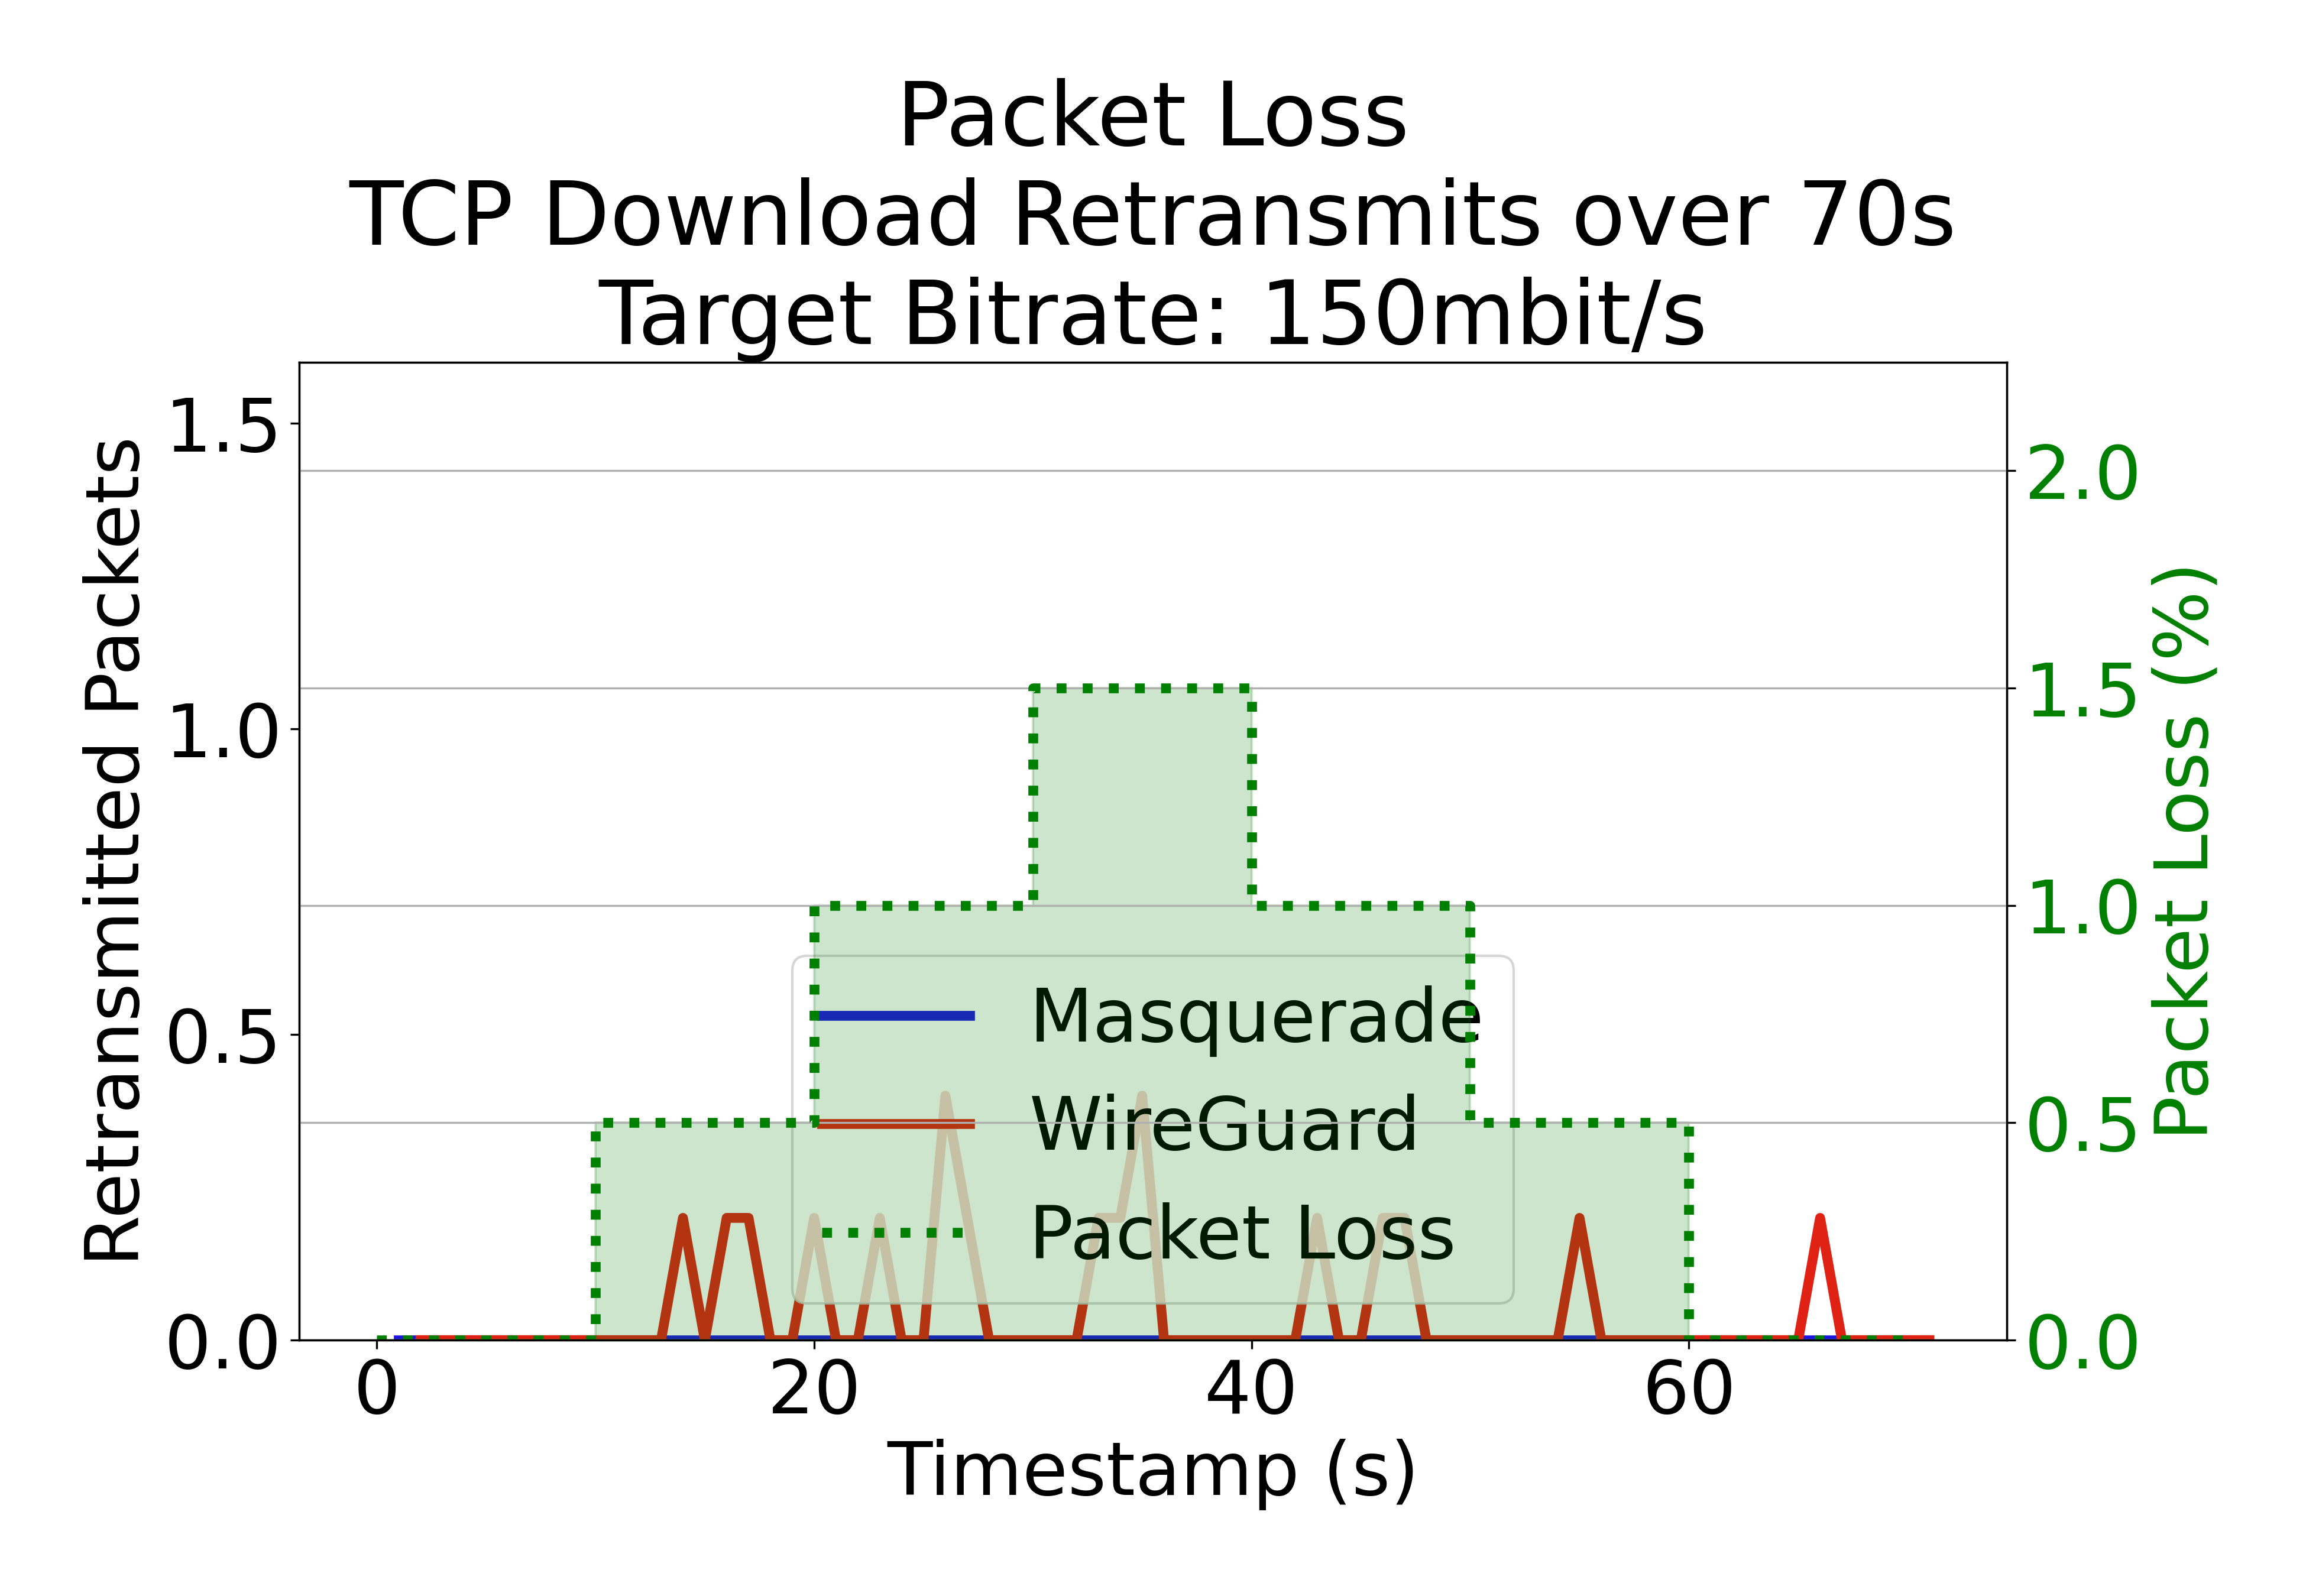 Packet Loss
TCP Download Retransmits over 70s
Target Bitrate: 150mbit/s
Retransmitted Packets
1.5
1.0
0.5
0.0
2.0
1.5
1.0
0.5
0.0
Packet Loss (%)
Masquerade
WireGuard
Packet Loss
0
20
40
60
Timestamp (s)